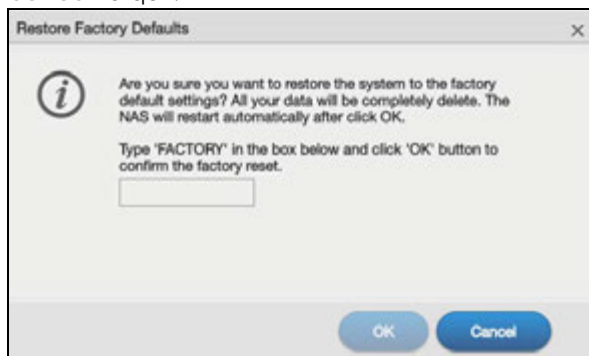 Restore Factory Defaults
Are you sure you want to restore the system to the factory
default settings? All your data will be completely delete. The
NAS will restart automatically after click OK.
Type 'FACTORY' in the box below and click 'OK' button to
confirm the factory reset.
OK Cancel